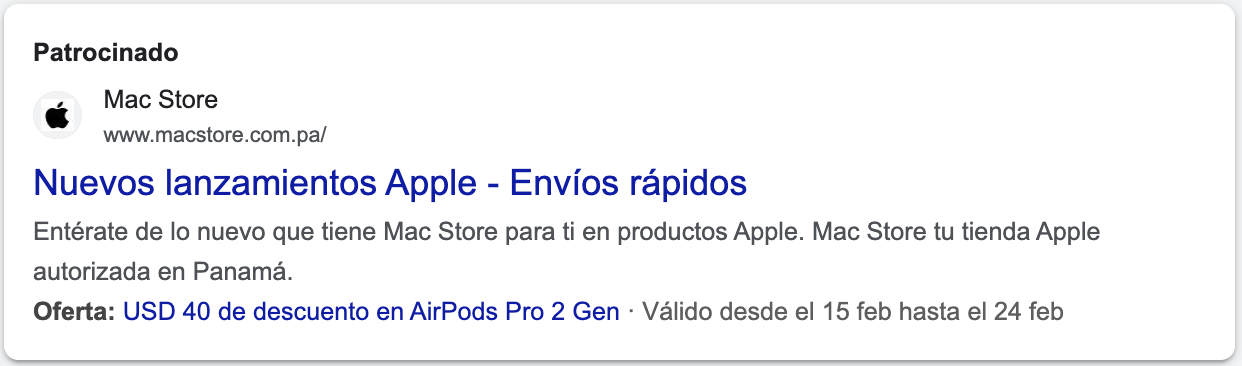 Patrocinado
Mac Store
www.macstore.com.pa/
Nuevos lanzamientos Apple - Envíos rápidos
Entérate de lo nuevo que tiene Mac Store para ti en productos Apple. Mac Store tu tienda Apple
autorizada en Panamá.
Oferta: USD 40 de descuento en AirPods Pro 2 Gen · Válido desde el 15 feb hasta el 24 feb